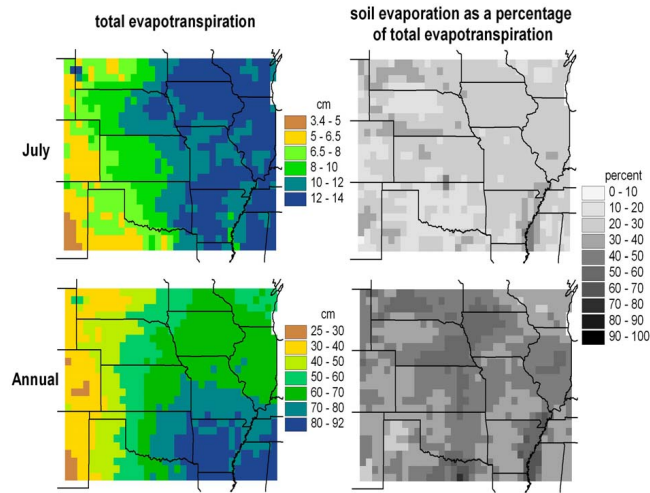 total evapotranspiration
soil evaporation as a percentage
of total evapotranspiration
July
cm
3.4 - 5
5 - 6.5
6.5 - 8
8 - 10
10 - 12
12 - 14
percent
0 - 10
10 - 20
20 - 30
30 - 40
40 - 50
50 - 60
60 - 70
70 - 80
80 - 90
90 - 100
Annual
cm
25 - 30
30 - 40
40 - 50
50 - 60
60 - 70
70 - 80
80 - 92